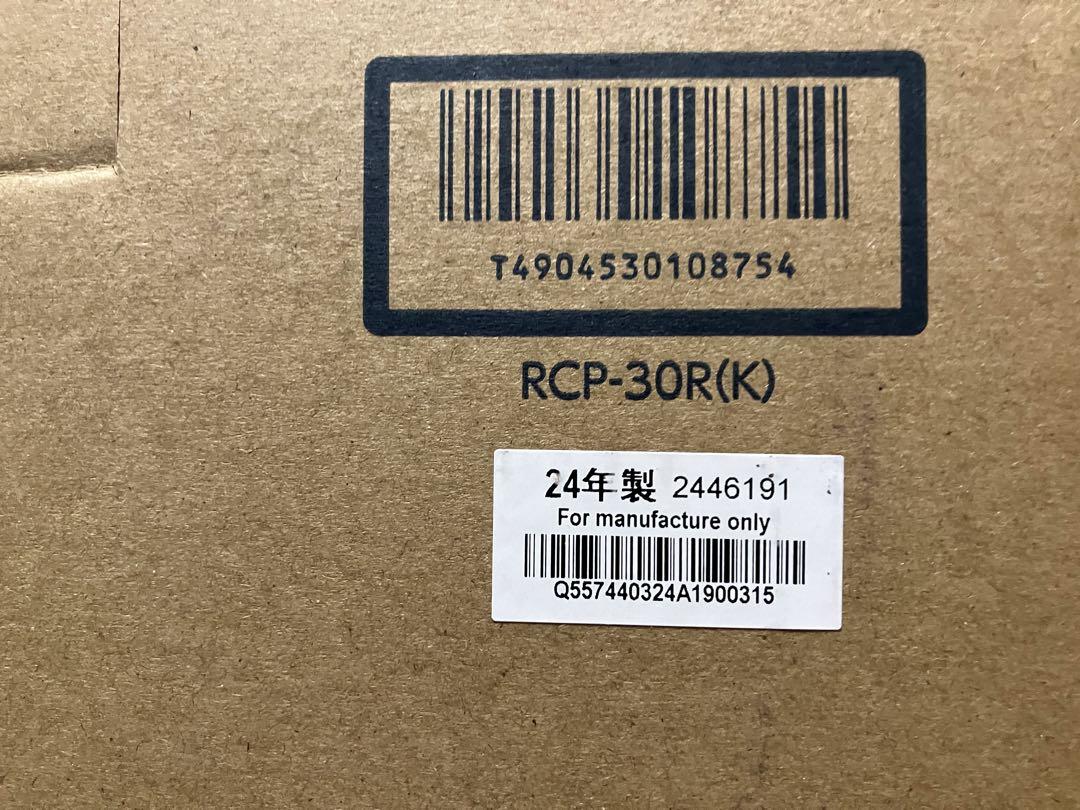 T4904530108754
RCP-30R(K)
24年製 2446191
For manufacture only
Q557440324A1900315